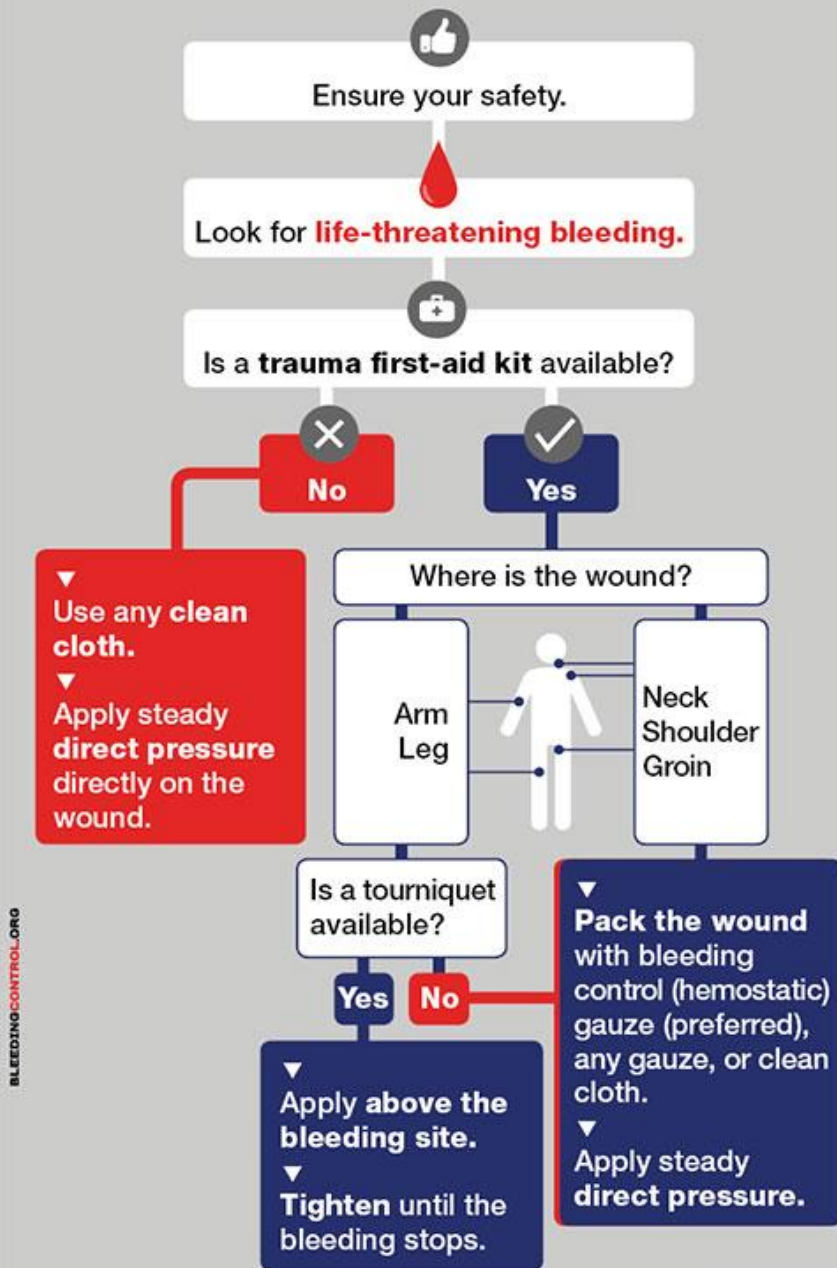 Ensure your safety.
Look for life-threatening bleeding.
Is a trauma first-aid kit available?
No
Yes
Use any clean
cloth.
Apply steady
direct pressure
directly on the
wound.
Where is the wound?
Arm
Leg
Neck
Shoulder
Groin
Is a tourniquet
available?
Yes
No
Apply above the
bleeding site.
Tighten until the
bleeding stops.
Pack the wound
with bleeding
control (hemostatic)
gauze (preferred),
any gauze, or clean
cloth.
Apply steady
direct pressure.
BLEEDINGCONTROL.ORG